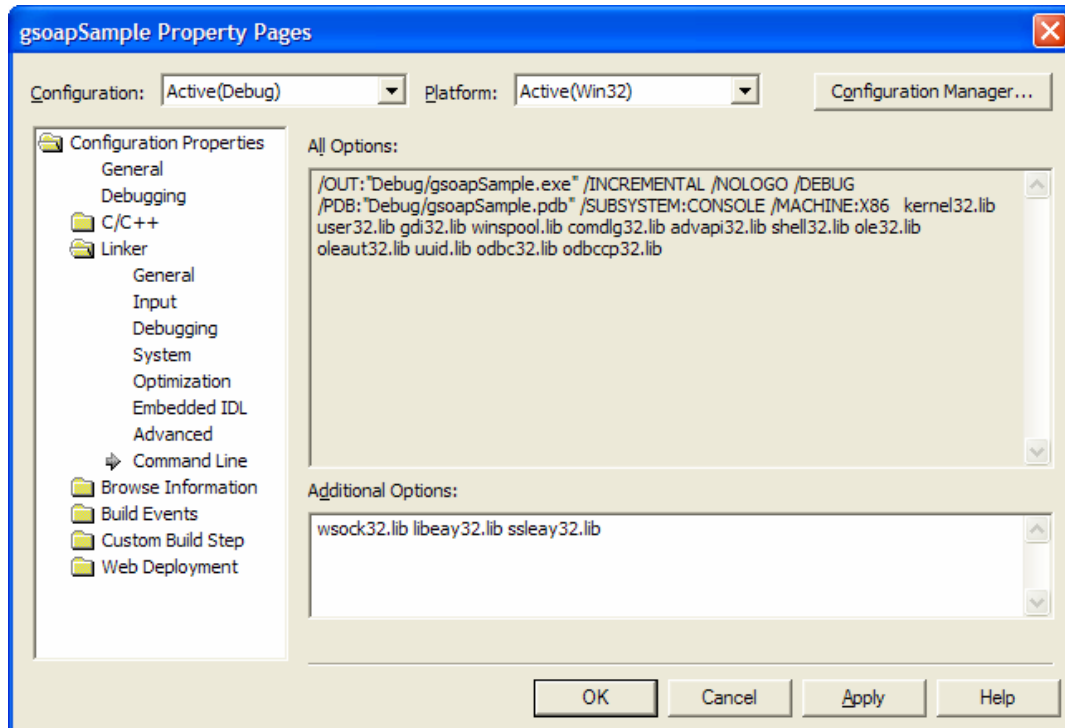 gsoapSample Property Pages
Configuration: Active(Debug) Platform: Active(Win32) Configuration Manager...
Configuration Properties
General
Debugging
C/C++
Linker
General
Input
Debugging
System
Optimization
Embedded IDL
Advanced
Command Line
Browse Information
Build Events
Custom Build Step
Web Deployment
All Options:
/OUT:"Debug/gsoapSample.exe" /INCREMENTAL /NOLOGO /DEBUG
/PDB:"Debug/gsoapSample.pdb" /SUBSYSTEM:CONSOLE /MACHINE:X86 kernel32.lib
user32.lib gdi32.lib winspool.lib comdlg32.lib advapi32.lib shell32.lib ole32.lib
oleaut32.lib uuid.lib odbc32.lib odbccp32.lib
Additional Options:
wsock32.lib libeay32.lib ssleay32.lib
OK Cancel Apply Help